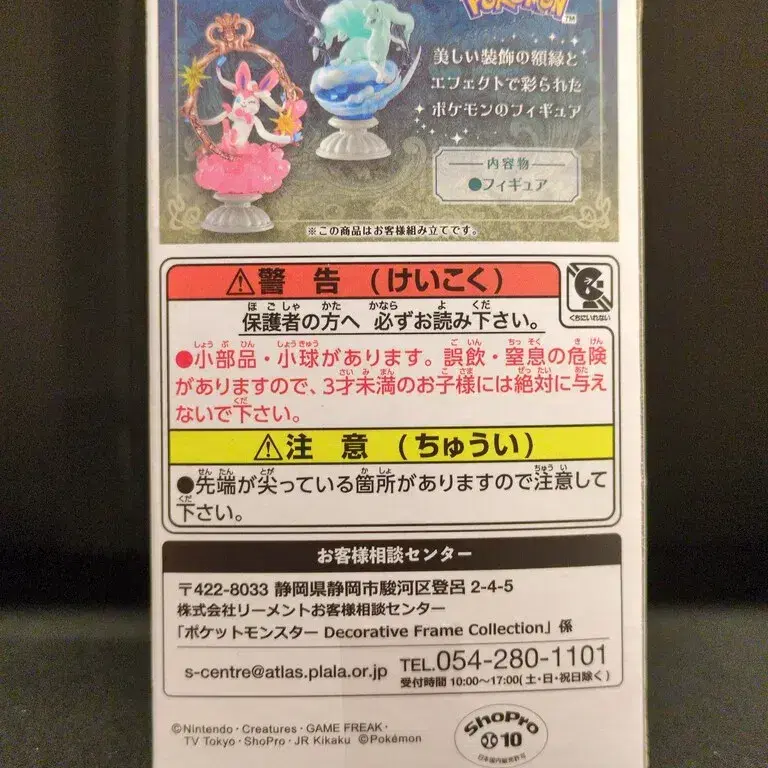 POKÉMON™
美しい装飾の額縁と
エフェクトで彩られた
ポケモンのフィギュア
内容物
●フィギュア
※この商品はお客様組み立てです。
⚠警 告 (けいこく)
くちにいれない
保護者の方へ 必ずお読み下さい。
●小部品・小球があります。誤飲・窒息の危険
がありますので、3才未満のお子様には絶対に与え
ないで下さい。
⚠注 意 (ちゅうい)
●先端が尖っている箇所がありますので注意して
下さい。
お客様相談センター
〒422-8033 静岡県静岡市駿河区登呂 2-4-5
株式会社リーメントお客様相談センター
「ポケットモンスター Decorative Frame Collection」係
s-centre@atlas.plala.or.jp TEL.054-280-1101
受付時間 10:00〜17:00(土・日・祝日除く)
©Nintendo・Creatures・GAME FREAK・
TV Tokyo・ShoPro・JR Kikaku ©Pokémon
ShoPro
10